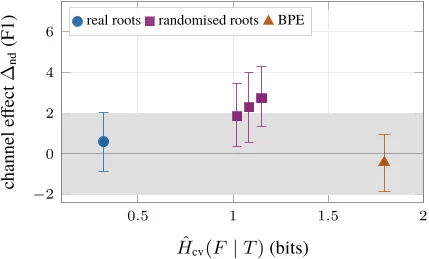 real roots randomised roots BPE
channel effect Δnd (F1)
6
4
2
0
−2
0.5 1 1.5 2
Ĥcv(F | T) (bits)